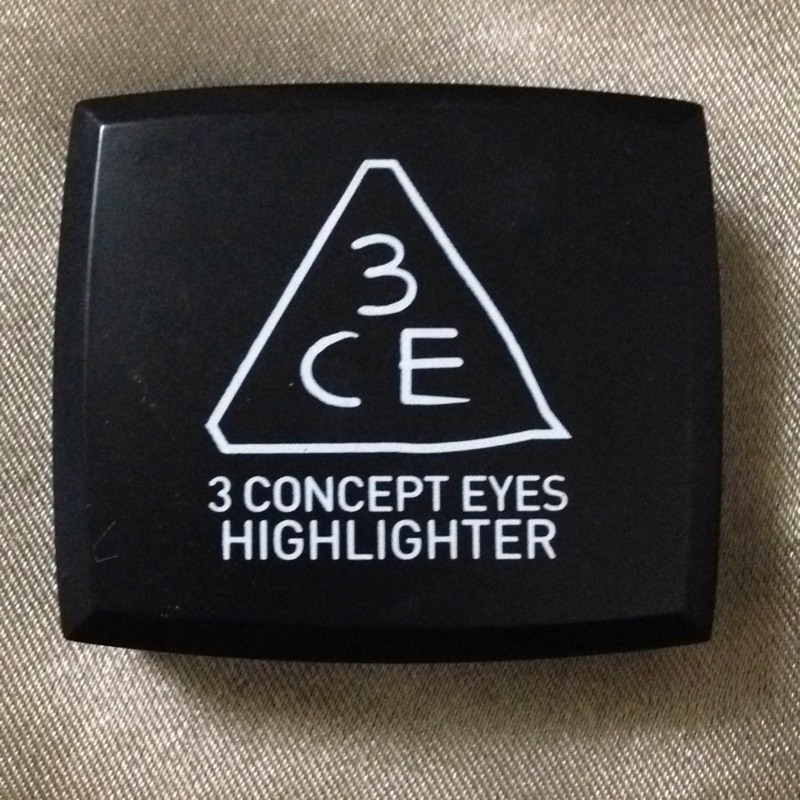 3
CE
3 CONCEPT EYES
HIGHLIGHTER